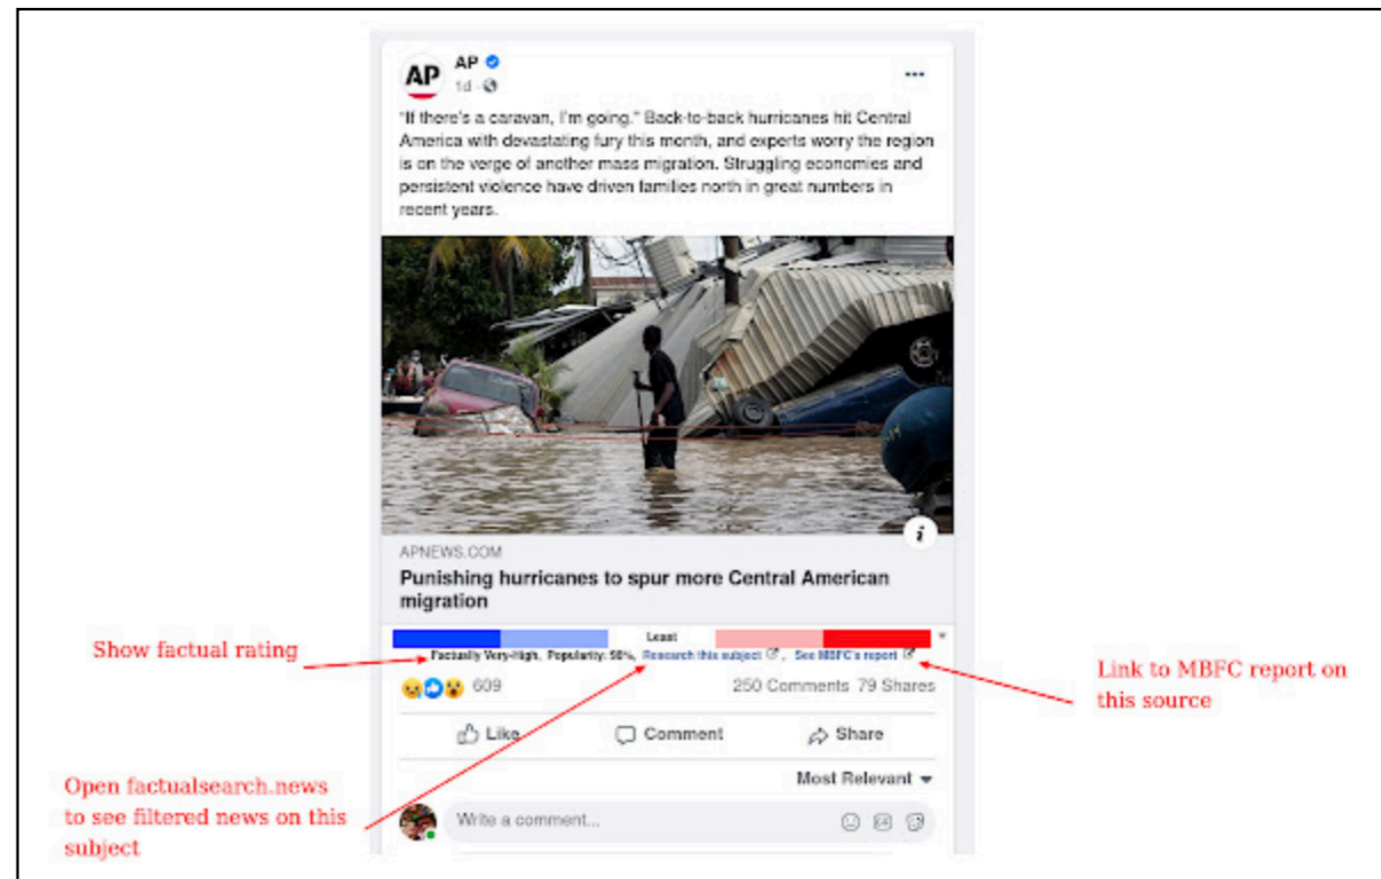 AP
AP
1d
"If there's a caravan, I'm going." Back-to-back hurricanes hit Central
America with devastating fury this month, and experts worry the region
is on the verge of another mass migration. Struggling economies and
persistent violence have driven families north in great numbers in
recent years.
i
APNEWS.COM
Punishing hurricanes to spur more Central American
migration
Least
Factually Very-High, Popularity: 98%, Research this subject, See MBFC's report
Show factual rating
Link to MBFC report on
this source
609
250 Comments 79 Shares
Like
Comment
Share
Most Relevant
Open factualsearch.news
to see filtered news on this
subject
Write a comment...